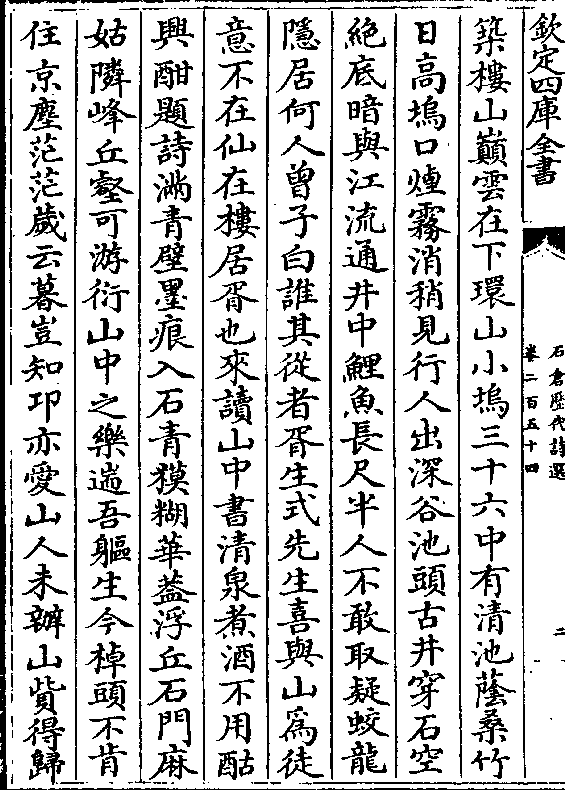 欽定四庫全書
石倉歷代詩選
卷二百五十四
二
築樓山巔雲在下環山小塢三十六中有清池蔭桑竹
日高塢口煙霧消稍見行人出深谷池頭古井穿石空
絶底暗與江流通井中鯉魚長尺半人不敢取疑蛟龍
隱居何人曾子白誰其從者胥生式先生喜與山為徒
意不在仙在樓居胥也來讀山中書清泉煮酒不用酤
興酣題詩滿青壁墨痕入石青模糊華葢浮丘石門麻
姑隣峰丘壑可游衍山中之樂遄吾軀生今棹頭不肯
住京塵茫茫歲云暮豈知卭亦愛山人未辦山貲得歸